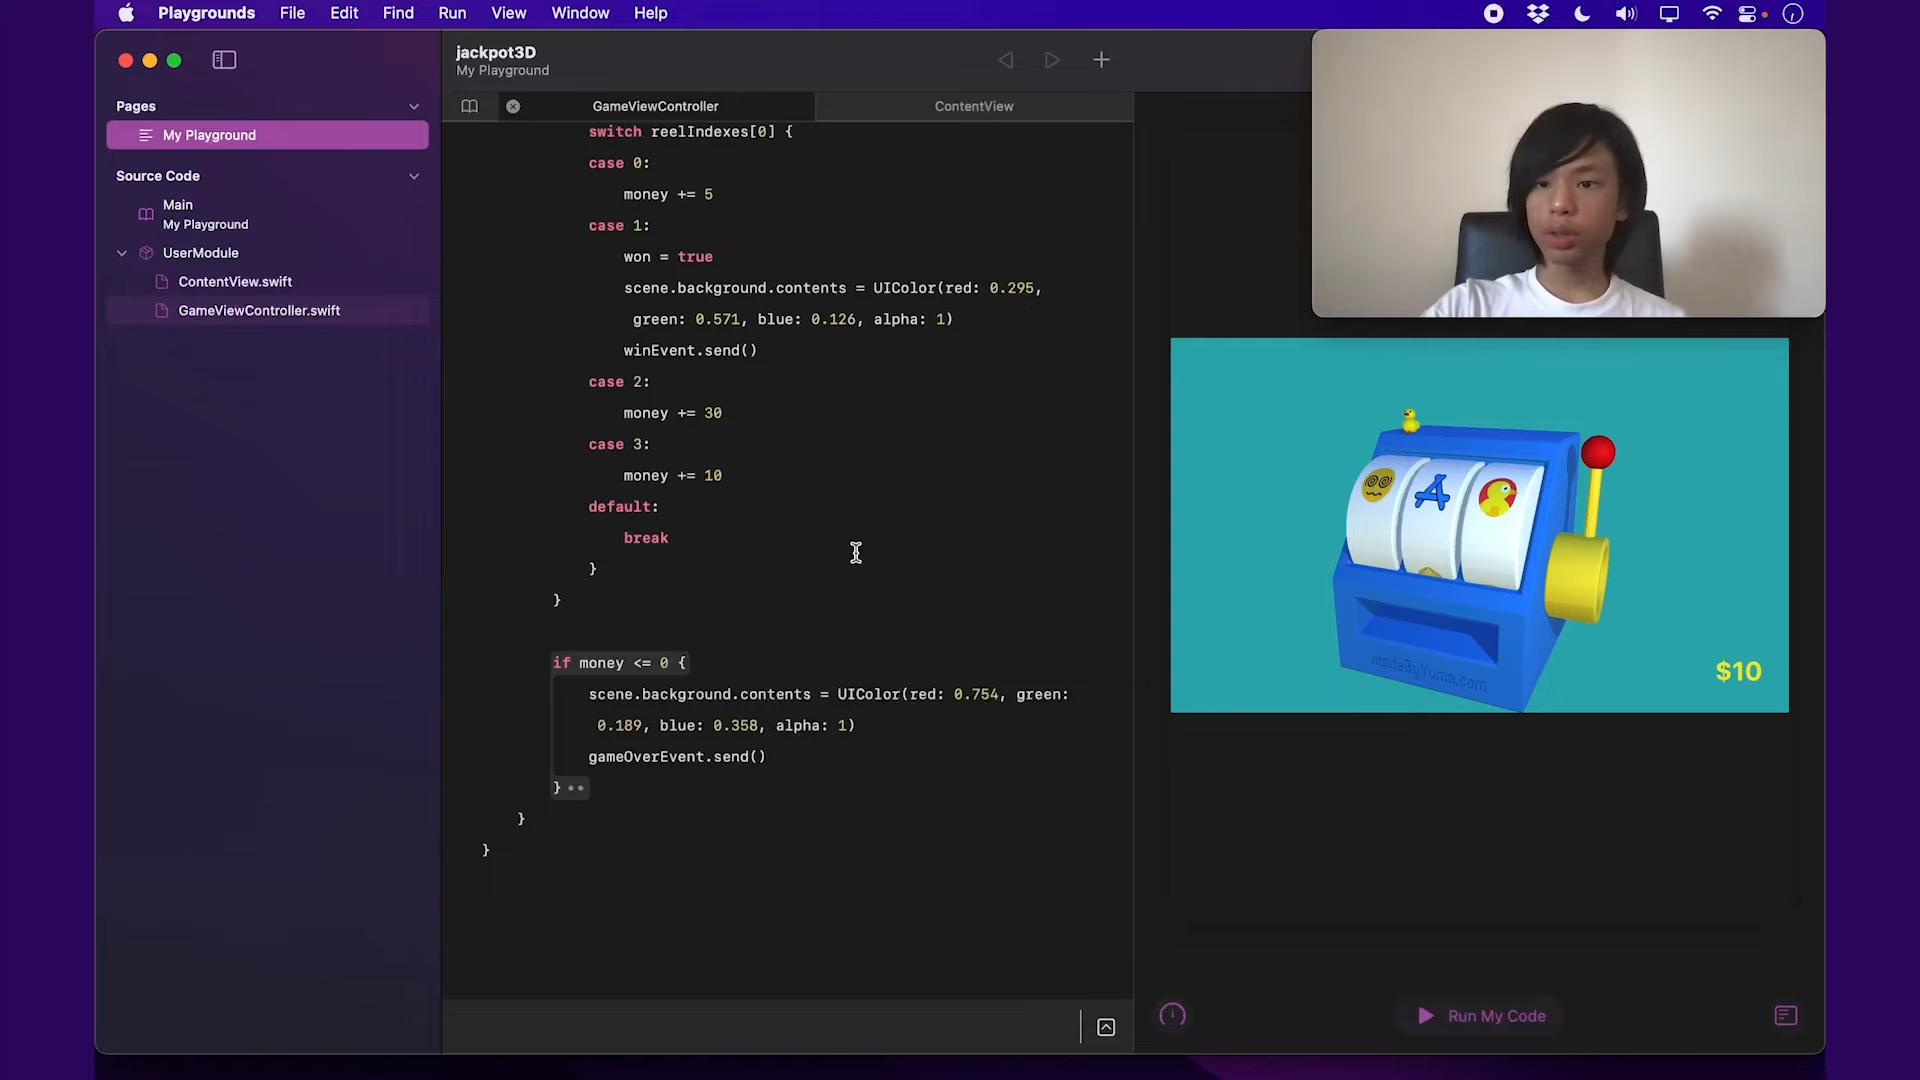 Playgrounds File Edit Find Run View Window Help
jackpot3D
My Playground
Pages
My Playground
Source Code
Main
My Playground
UserModule
ContentView.swift
GameViewController.swift
GameViewController ContentView
switch reelIndexes[0] {
case 0:
money += 5
case 1:
won = true
scene.background.contents = UIColor(red: 0.295,
green: 0.571, blue: 0.126, alpha: 1)
winEvent.send()
case 2:
money += 30
case 3:
money += 10
default:
break
}
}
if money <= 0 {
scene.background.contents = UIColor(red: 0.754, green:
0.189, blue: 0.358, alpha: 1)
gameOverEvent.send()
}
}
}
madeByYuma.com
$10
Run My Code